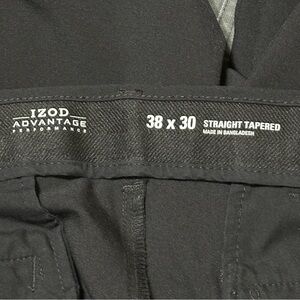 IZOD
ADVANTAGE
PERFORMANCE
38 x 30 STRAIGHT TAPERED
MADE IN BANGLADESH